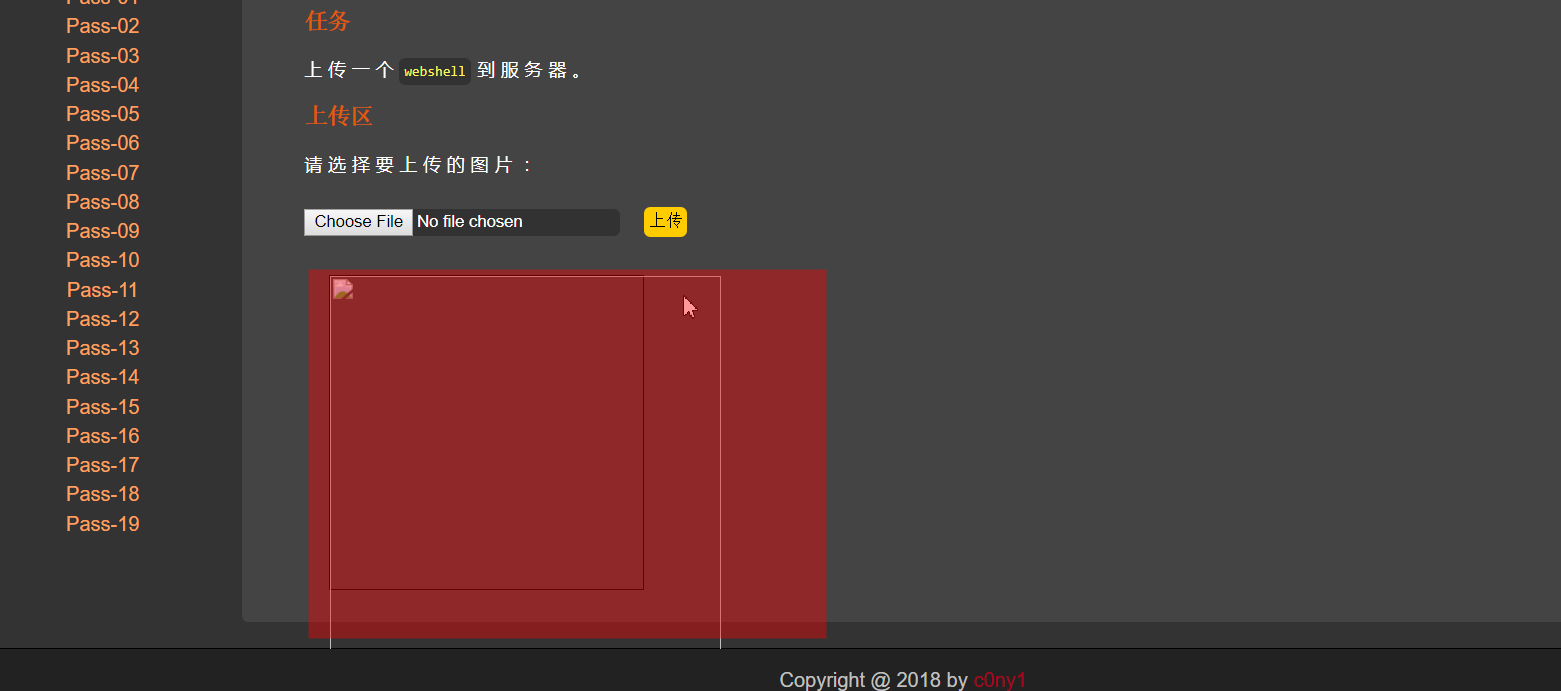 Pass-02
Pass-03
Pass-04
Pass-05
Pass-06
Pass-07
Pass-08
Pass-09
Pass-10
Pass-11
Pass-12
Pass-13
Pass-14
Pass-15
Pass-16
Pass-17
Pass-18
Pass-19
任务
上传一个 webshell 到服务器。
上传区
请选择要上传的图片：
Choose File No file chosen 上传
Copyright @ 2018 by c0ny1